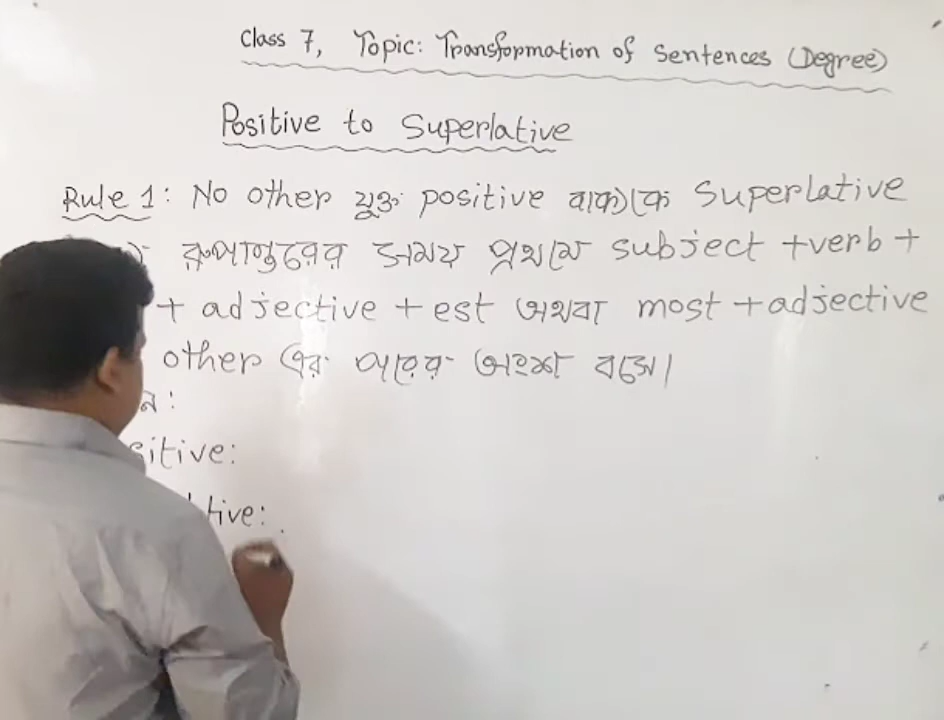 Class 7, Topic: Transformation of Sentences (Degree)
Positive to Superlative
Rule 1: No other যুক্ত positive বাক্যকে Superlative
রূপান্তরের সময় প্রথমে subject +verb +
+ adjective + est অথবা most +adjective
other এর পরের অংশ বসে।
ন:
sitive:
tive: